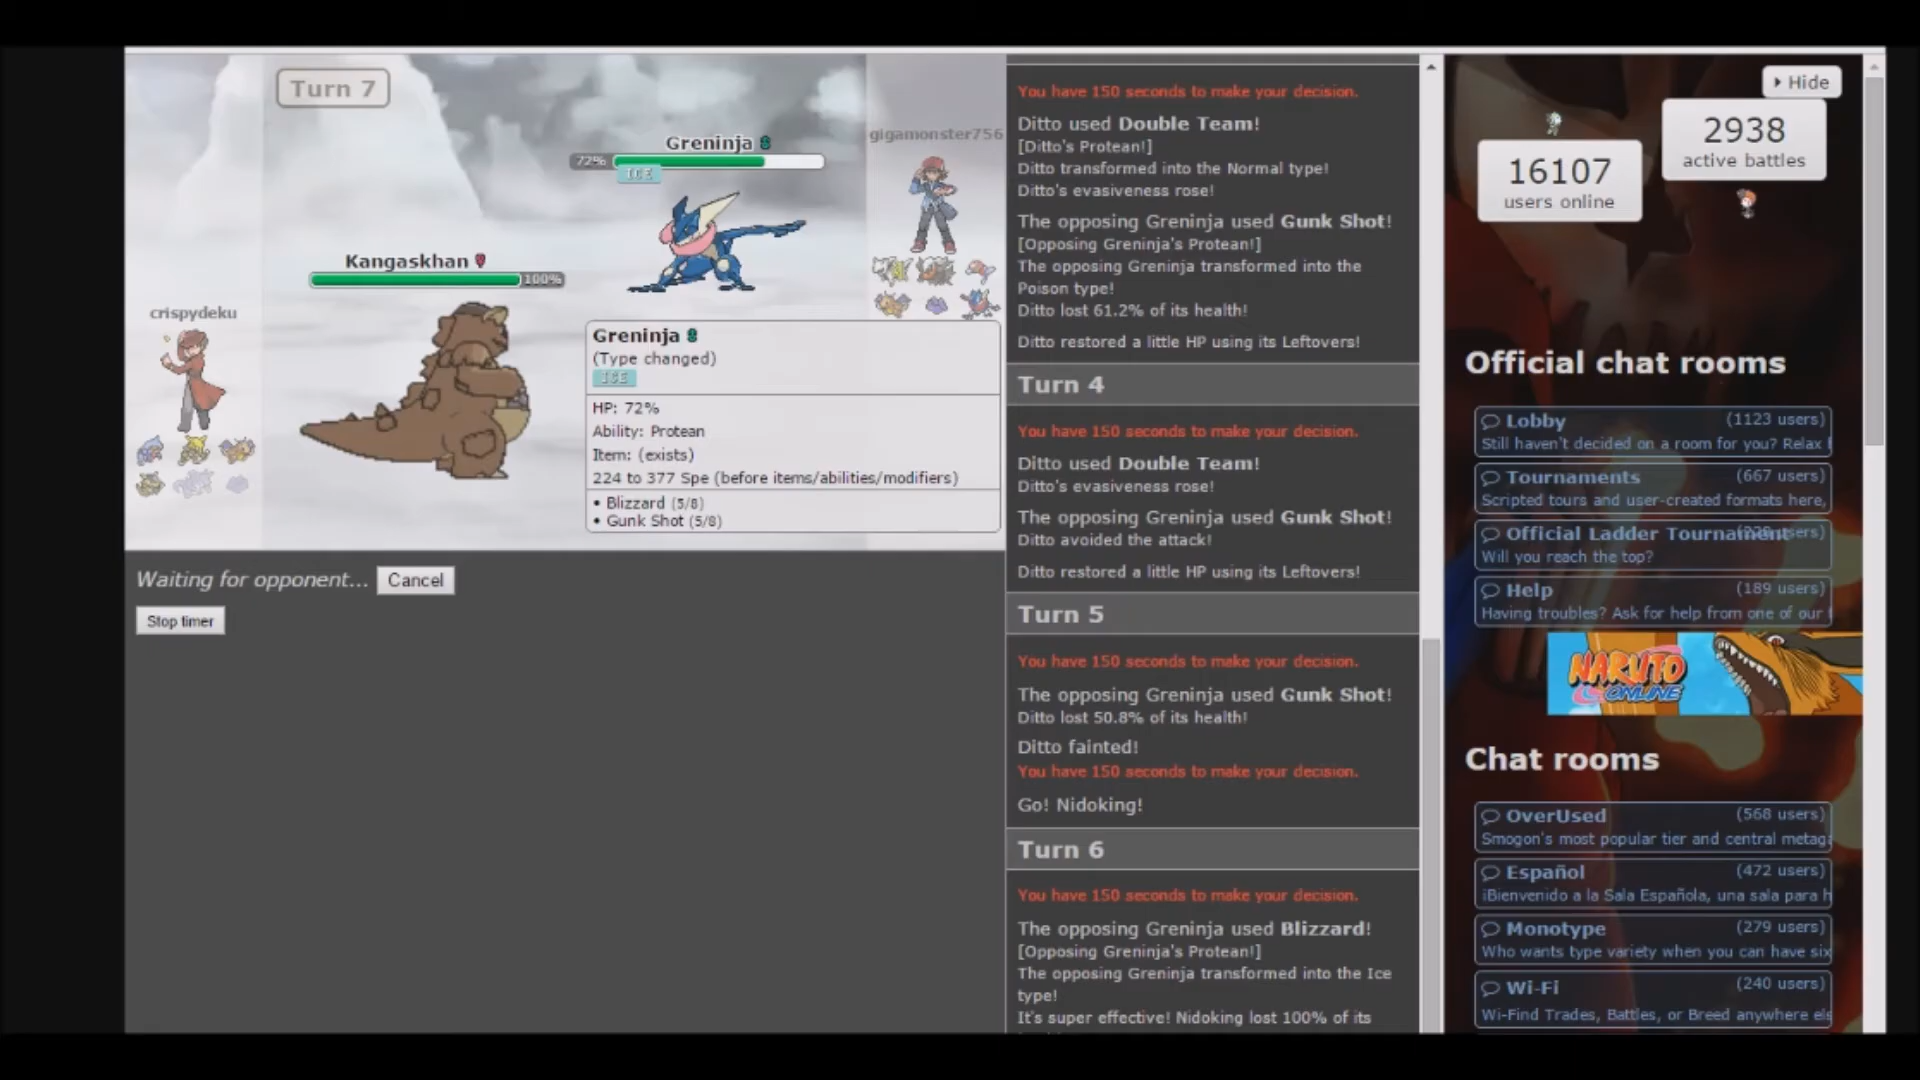 Turn 7
Greninja
72%
ICE
gigamonster756
Kangaskhan
100%
crispydeku
Greninja
(Type changed)
ICE
HP: 72%
Ability: Protean
Item: (exists)
224 to 377 Spe (before items/abilities/modifiers)
• Blizzard (5/8)
• Gunk Shot (5/8)
Waiting for opponent... Cancel
Stop timer
You have 150 seconds to make your decision.
Ditto used Double Team!
[Ditto's Protean!]
Ditto transformed into the Normal type!
Ditto's evasiveness rose!
The opposing Greninja used Gunk Shot!
[Opposing Greninja's Protean!]
The opposing Greninja transformed into the
Poison type!
Ditto lost 61.2% of its health!
Ditto restored a little HP using its Leftovers!
Turn 4
You have 150 seconds to make your decision.
Ditto used Double Team!
Ditto's evasiveness rose!
The opposing Greninja used Gunk Shot!
Ditto avoided the attack!
Ditto restored a little HP using its Leftovers!
Turn 5
You have 150 seconds to make your decision.
The opposing Greninja used Gunk Shot!
Ditto lost 50.8% of its health!
Ditto fainted!
You have 150 seconds to make your decision.
Go! Nidoking!
Turn 6
You have 150 seconds to make your decision.
The opposing Greninja used Blizzard!
[Opposing Greninja's Protean!]
The opposing Greninja transformed into the Ice
type!
It's super effective! Nidoking lost 100% of its
Hide
16107
users online
2938
active battles
Official chat rooms
Lobby (1123 users)
Still haven't decided on a room for you? Relax
Tournaments (667 users)
Scripted tours and user-created formats here,
Official Ladder Tournament
Will you reach the top?
Help (189 users)
Having troubles? Ask for help from one of our
NARUTO
ONLINE
Chat rooms
OverUsed (568 users)
Smogon's most popular tier and central metag
Español (472 users)
¡Bienvenido a la Sala Española, una sala para h
Monotype (279 users)
Who wants type variety when you can have six
Wi-Fi (240 users)
Wi-Find Trades, Battles, or Breed anywhere els